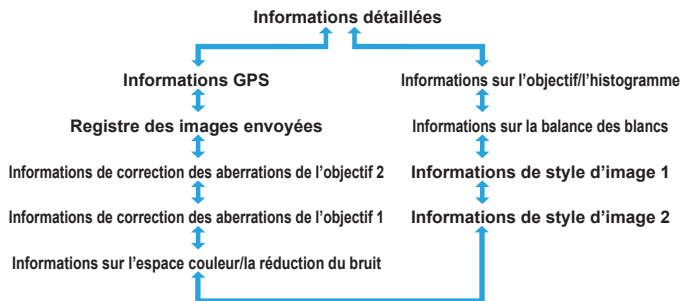 Informations détaillées
Informations GPS
Informations sur l'objectif/l'histogramme
Registre des images envoyées
Informations sur la balance des blancs
Informations de correction des aberrations de l'objectif 2
Informations de style d'image 1
Informations de correction des aberrations de l'objectif 1
Informations de style d'image 2
Informations sur l'espace couleur/la réduction du bruit